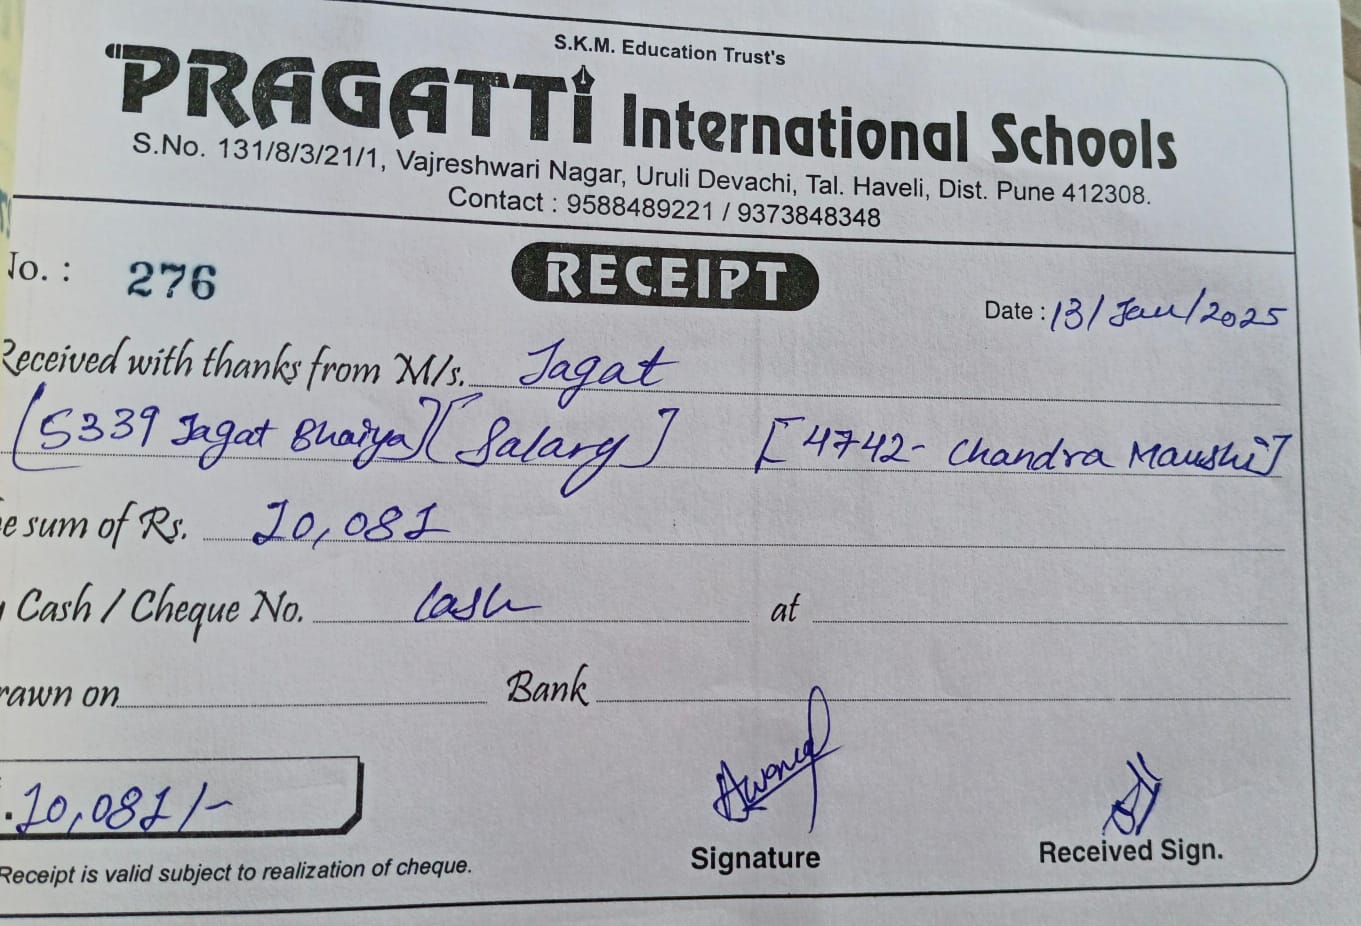 S.K.M. Education Trust's
"PRAGATTi International Schools
S.No. 131/8/3/21/1, Vajreshwari Nagar, Uruli Devachi, Tal. Haveli, Dist. Pune 412308.
Contact : 9588489221 / 9373848348
No. : 276 RECEIPT Date : 13/Jan/2025
Received with thanks from M/s. Jagat
[5339 Jagat Bhaiya] [Salary] [4742- Chandra Maushi]
e sum of Rs. 10,081
Cash / Cheque No. Cash at
rawn on Bank
.10,081/-
Signature Received Sign.
Receipt is valid subject to realization of cheque.